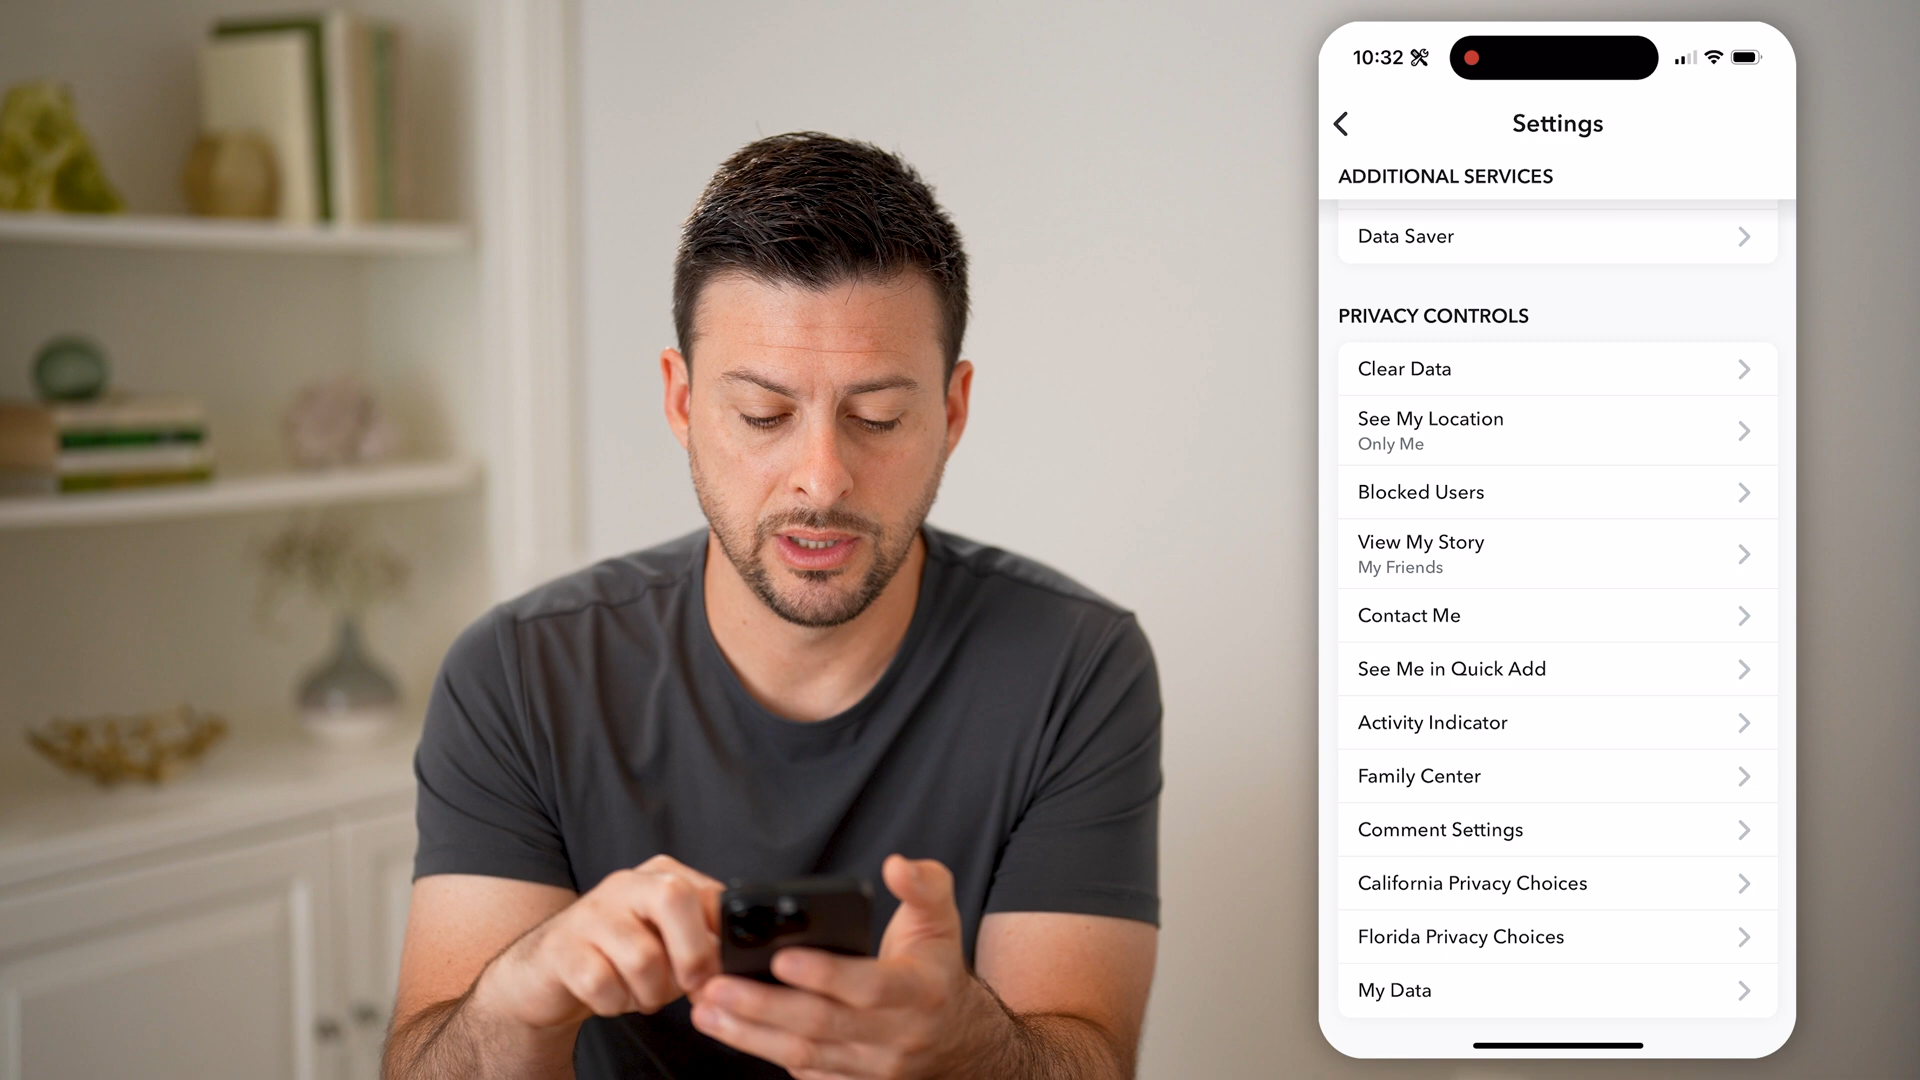 10:32
Settings
ADDITIONAL SERVICES
Data Saver
PRIVACY CONTROLS
Clear Data
See My Location
Only Me
Blocked Users
View My Story
My Friends
Contact Me
See Me in Quick Add
Activity Indicator
Family Center
Comment Settings
California Privacy Choices
Florida Privacy Choices
My Data